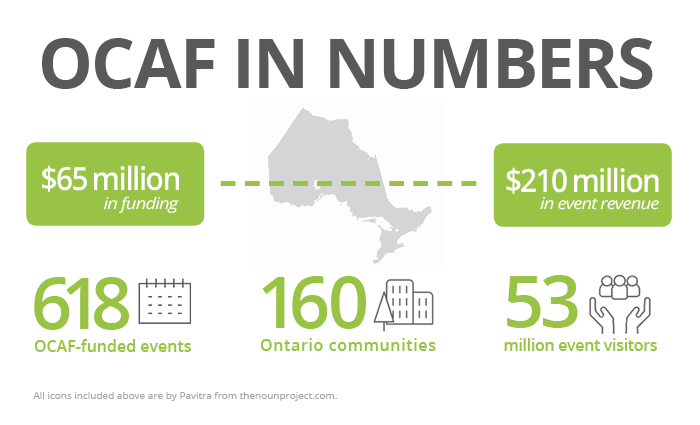 OCAF IN NUMBERS
$65 million
in funding
$210 million
in event revenue
618
OCAF-funded events
160
Ontario communities
53
million event visitors
All icons included above are by Pavitra from thenounproject.com.